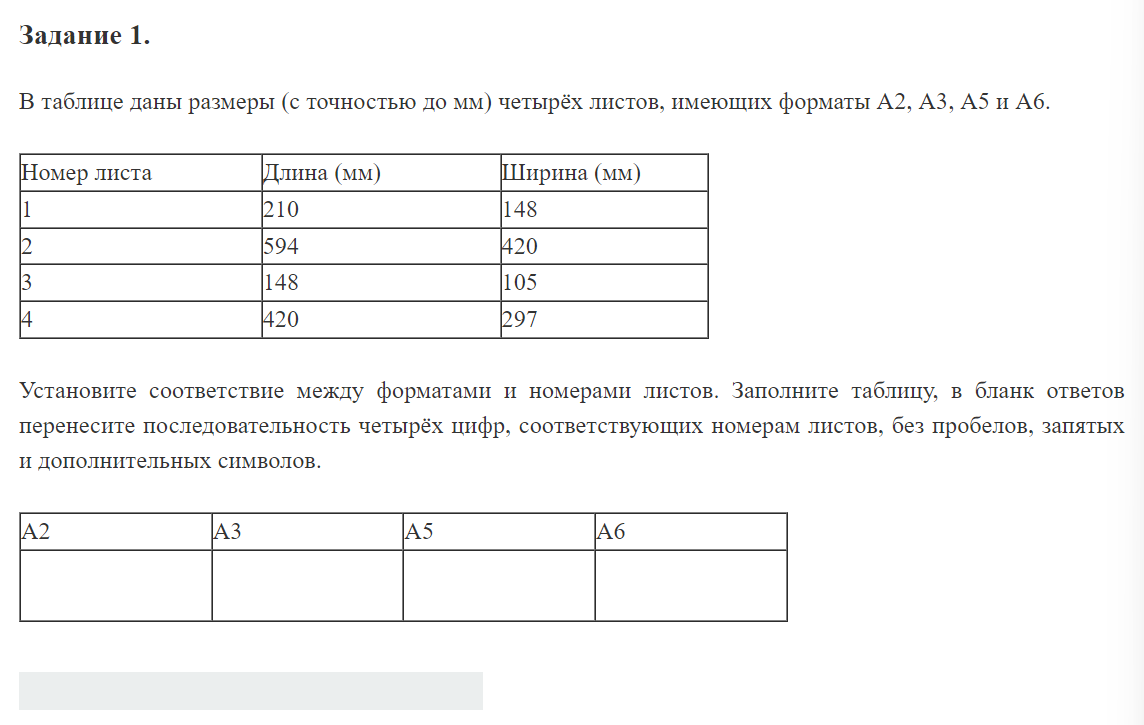 Задание 1.
В таблице даны размеры (с точностью до мм) четырёх листов, имеющих форматы А2, А3, А5 и А6.
Номер листа Длина (мм) Ширина (мм)
1 210 148
2 594 420
3 148 105
4 420 297
Установите соответствие между форматами и номерами листов. Заполните таблицу, в бланк ответов
перенесите последовательность четырёх цифр, соответствующих номерам листов, без пробелов, запятых
и дополнительных символов.
А2 А3 А5 А6